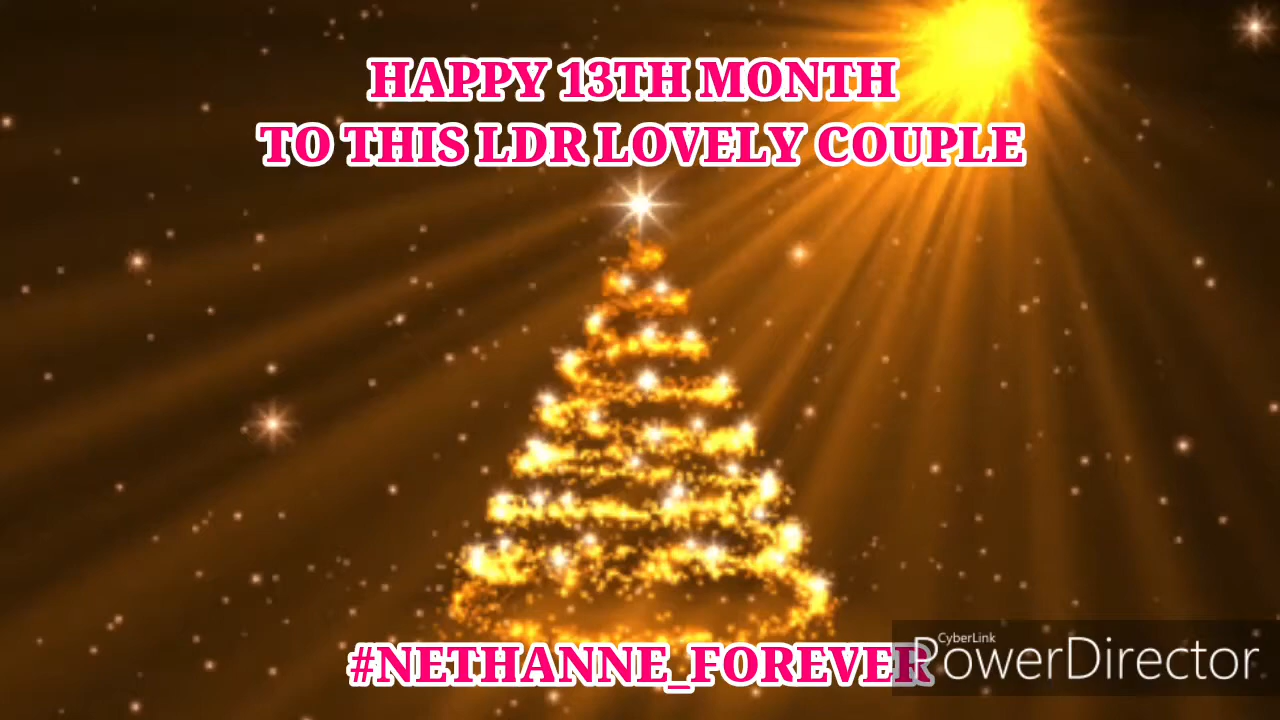 HAPPY 13TH MONTH
TO THIS LDR LOVELY COUPLE
#NETHANNE_FOREVER
CyberLink
PowerDirector